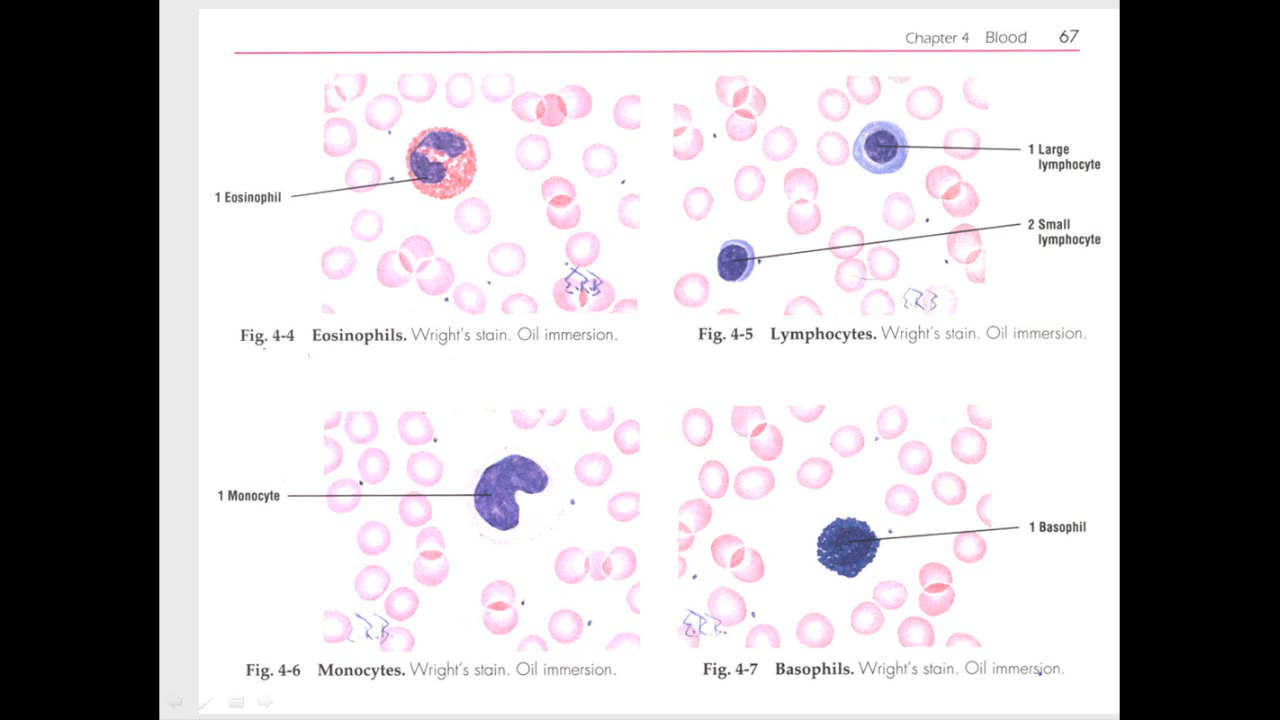 Chapter 4 Blood 67
1 Eosinophil
1 Large
lymphocyte
2 Small
lymphocyte
E.R.B
E.R.B
Fig. 4-4 Eosinophils. Wright's stain. Oil immersion.
Fig. 4-5 Lymphocytes. Wright's stain. Oil immersion.
1 Monocyte
1 Basophil
E.R.B
E.R.B.
Fig. 4-6 Monocytes. Wright's stain. Oil immersion.
Fig. 4-7 Basophils. Wright's stain. Oil immersion.